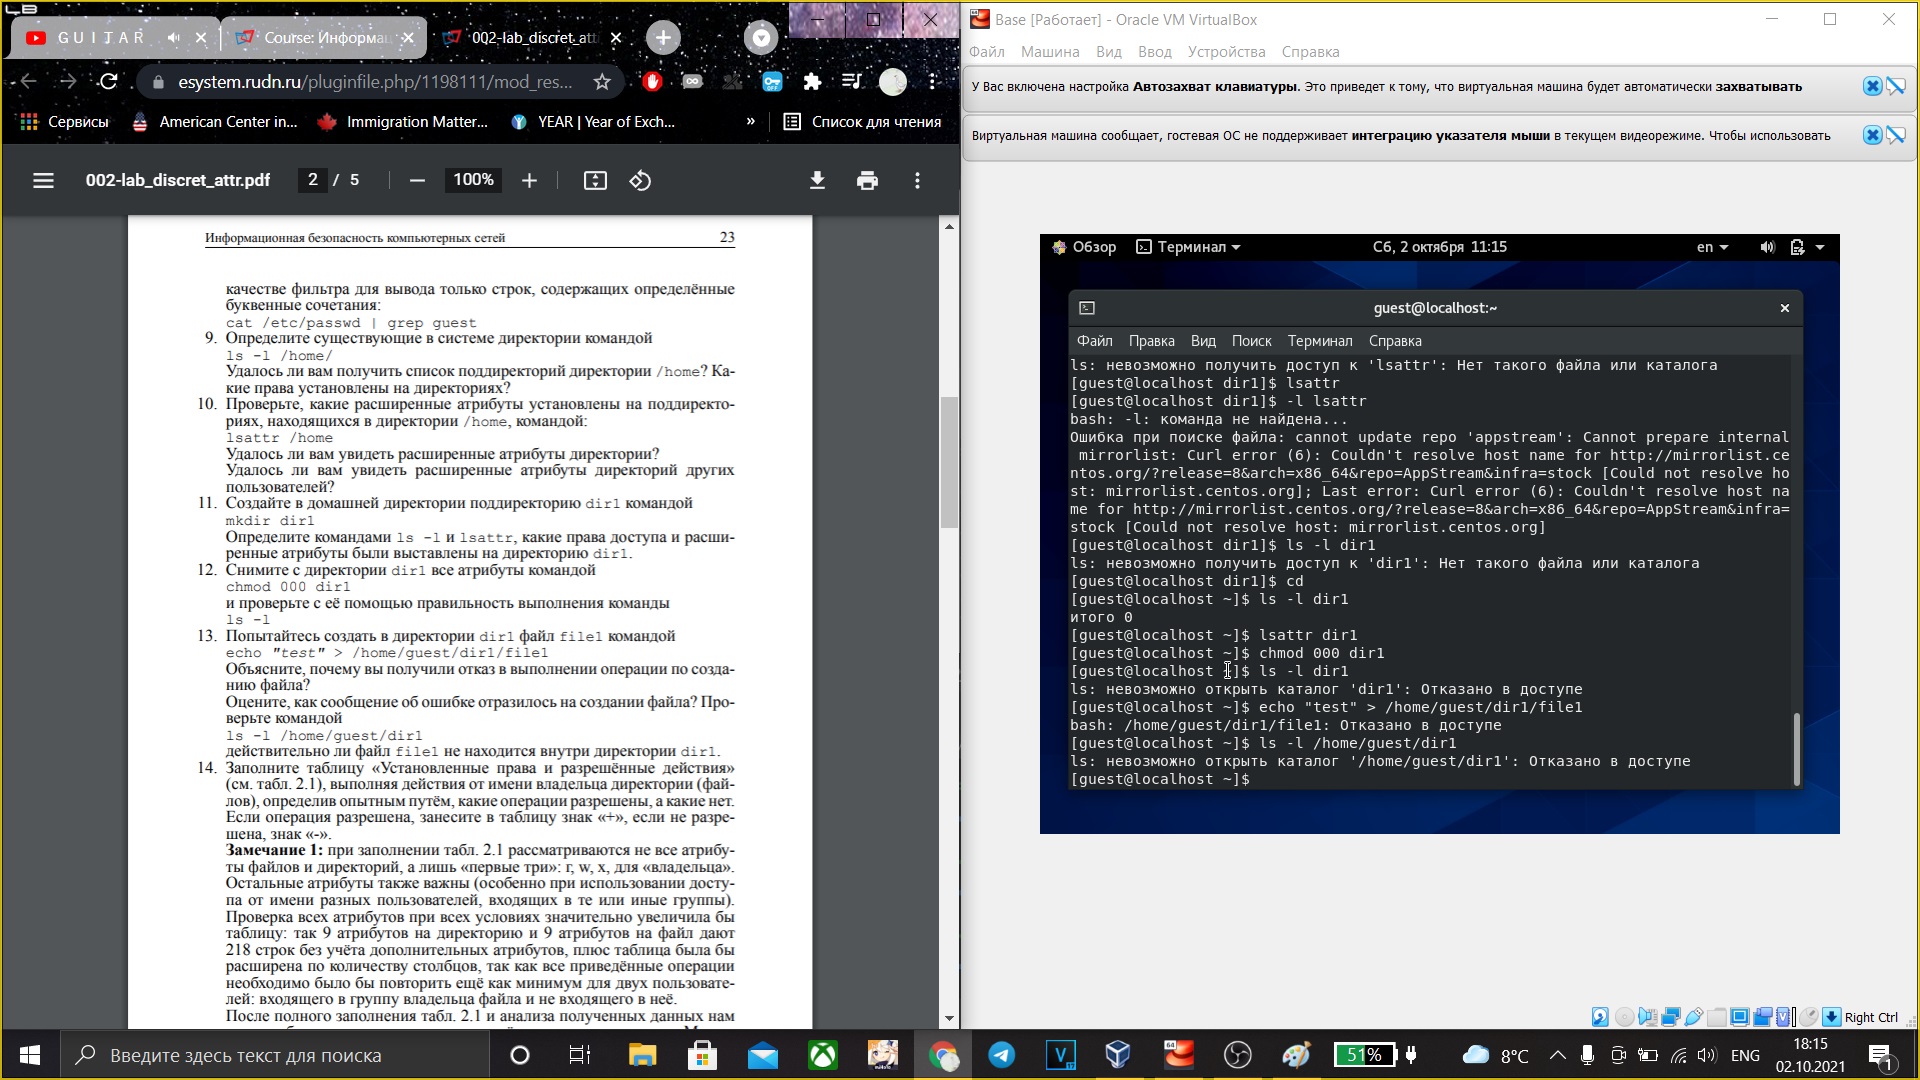 G U I T A R
Course: Информа
002-lab_discret_att
esystem.rudn.ru/pluginfile.php/1198111/mod_res...
Сервисы
American Center in...
Immigration Matter...
YEAR | Year of Exch...
»
Список для чтения
002-lab_discret_attr.pdf
2 / 5
100%
Информационная безопасность компьютерных сетей 23
качестве фильтра для вывода только строк, содержащих определённые
буквенные сочетания:
cat /etc/passwd | grep guest
9. Определите существующие в системе директории командой
ls -l /home/
Удалось ли вам получить список поддиректорий директории /home? Ка-
кие права установлены на директориях?
10. Проверьте, какие расширенные атрибуты установлены на поддиректо-
риях, находящихся в директории /home, командой:
lsattr /home
Удалось ли вам увидеть расширенные атрибуты директории?
Удалось ли вам увидеть расширенные атрибуты директорий других
пользователей?
11. Создайте в домашней директории поддиректорию dir1 командой
mkdir dir1
Определите командами ls -l и lsattr, какие права доступа и расши-
ренные атрибуты были выставлены на директорию dir1.
12. Снимите с директории dir1 все атрибуты командой
chmod 000 dir1
и проверьте с её помощью правильность выполнения команды
ls -l
13. Попытайтесь создать в директории dir1 файл file1 командой
echo "test" > /home/guest/dir1/file1
Объясните, почему вы получили отказ в выполнении операции по созда-
нию файла?
Оцените, как сообщение об ошибке отразилось на создании файла? Про-
верьте командой
ls -l /home/guest/dir1
действительно ли файл file1 не находится внутри директории dir1.
14. Заполните таблицу «Установленные права и разрешённые действия»
(см. табл. 2.1), выполняя действия от имени владельца директории (фай-
лов), определив опытным путём, какие операции разрешены, а какие нет.
Если операция разрешена, занесите в таблицу знак «+», если не разре-
шена, знак «-».
Замечание 1: при заполнении табл. 2.1 рассматриваются не все атрибу-
ты файлов и директорий, а лишь «первые три»: r, w, x, для «владельца».
Остальные атрибуты также важны (особенно при использовании досту-
па от имени разных пользователей, входящих в те или иные группы).
Проверка всех атрибутов при всех условиях значительно увеличила бы
таблицу: так 9 атрибутов на директорию и 9 атрибутов на файл дают
218 строк без учёта дополнительных атрибутов, плюс таблица была бы
расширена по количеству столбцов, так как все приведённые операции
необходимо было бы повторить ещё как минимум для двух пользовате-
лей: входящего в группу владельца файла и не входящего в неё.
После полного заполнения табл. 2.1 и анализа полученных данных нам
Base [Работает] - Oracle VM VirtualBox
Файл Машина Вид Ввод Устройства Справка
У Вас включена настройка Автозахват клавиатуры. Это приведет к тому, что виртуальная машина будет автоматически захватывать
Виртуальная машина сообщает, гостевая ОС не поддерживает интеграцию указателя мыши в текущем видеорежиме. Чтобы использовать
Обзор Терминал Сб, 2 октября 11:15 en
guest@localhost:~
Файл Правка Вид Поиск Терминал Справка
ls: невозможно получить доступ к 'lsattr': Нет такого файла или каталога
[guest@localhost dir1]$ lsattr
[guest@localhost dir1]$ -l lsattr
bash: -l: команда не найдена...
Ошибка при поиске файла: cannot update repo 'appstream': Cannot prepare internal
mirrorlist: Curl error (6): Couldn't resolve host name for http://mirrorlist.ce
ntos.org/?release=8&arch=x86_64&repo=AppStream&infra=stock [Could not resolve ho
st: mirrorlist.centos.org]; Last error: Curl error (6): Couldn't resolve host na
me for http://mirrorlist.centos.org/?release=8&arch=x86_64&repo=AppStream&infra=
stock [Could not resolve host: mirrorlist.centos.org]
[guest@localhost dir1]$ ls -l dir1
ls: невозможно получить доступ к 'dir1': Нет такого файла или каталога
[guest@localhost dir1]$ cd
[guest@localhost ~]$ ls -l dir1
итого 0
[guest@localhost ~]$ lsattr dir1
[guest@localhost ~]$ chmod 000 dir1
[guest@localhost ~]$ ls -l dir1
ls: невозможно открыть каталог 'dir1': Отказано в доступе
[guest@localhost ~]$ echo "test" > /home/guest/dir1/file1
bash: /home/guest/dir1/file1: Отказано в доступе
[guest@localhost ~]$ ls -l /home/guest/dir1
ls: невозможно открыть каталог '/home/guest/dir1': Отказано в доступе
[guest@localhost ~]$
Right Ctrl
Введите здесь текст для поиска
51%
8°C
ENG
18:15
02.10.2021
1